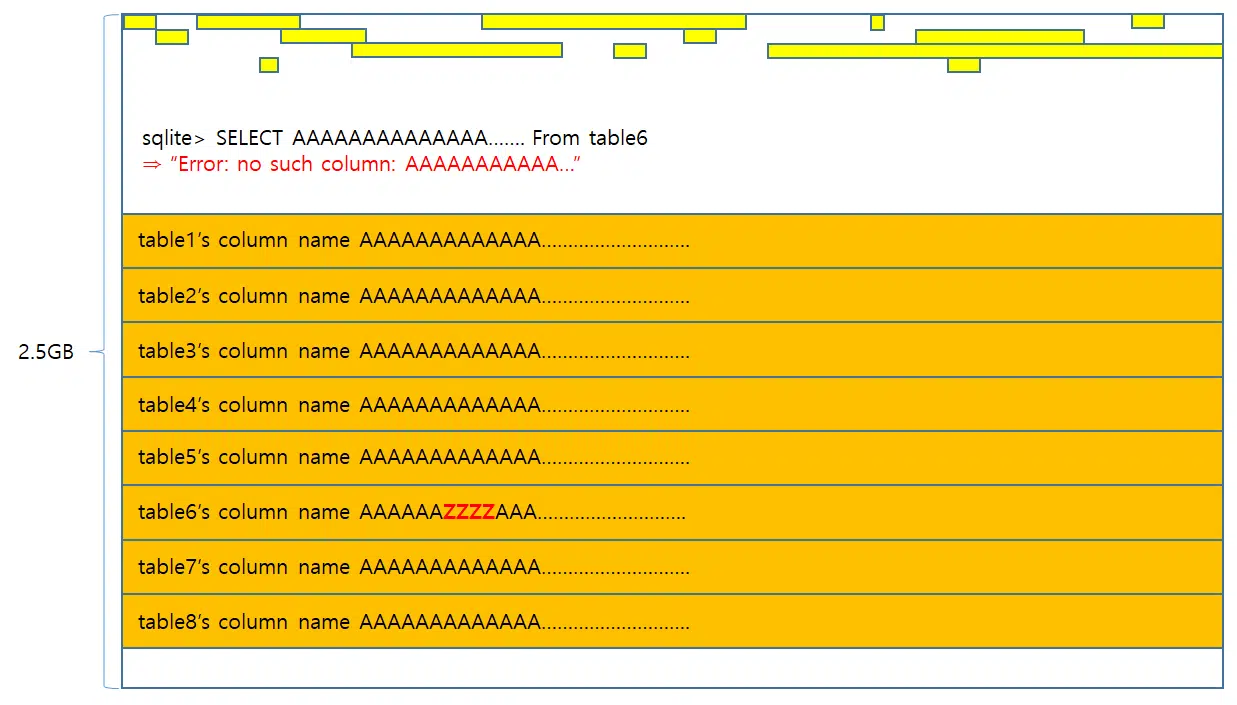 sqlite> SELECT AAAAAAAAAAAAAA....... From table6
⇒ “Error: no such column: AAAAAAAAAAA...”
table1’s column name AAAAAAAAAAAAA............................
table2’s column name AAAAAAAAAAAAA............................
table3’s column name AAAAAAAAAAAAA............................
2.5GB
table4’s column name AAAAAAAAAAAAA............................
table5’s column name AAAAAAAAAAAAA............................
table6’s column name AAAAAAZZZZAAA............................
table7’s column name AAAAAAAAAAAAA............................
table8’s column name AAAAAAAAAAAAA............................